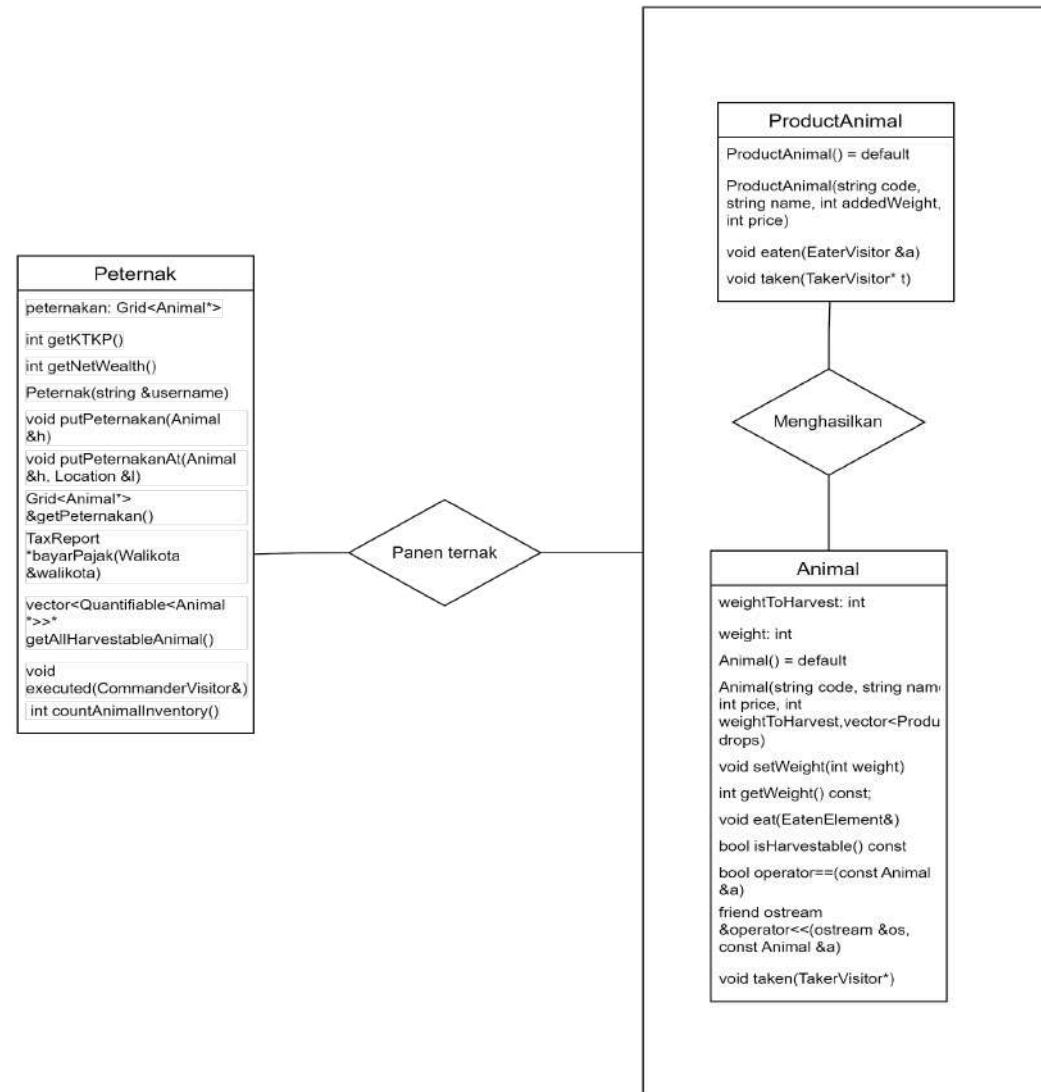 ProductAnimal
ProductAnimal() = default
ProductAnimal(string code,
string name, int addedWeight,
int price)
void eaten(EaterVisitor &a)
void taken(TakerVisitor* t)
Peternak
peternakan: Grid<Animal*>
int getKTKP()
int getNetWealth()
Peternak(string &username)
void putPeternakan(Animal
&h)
void putPeternakanAt(Animal
&h, Location &l)
Grid<Animal*>
&getPeternakan()
TaxReport
*bayarPajak(Walikota
&walikota)
vector<Quantifiable<Animal
*>>*
getAllHarvestableAnimal()
void
executed(CommanderVisitor&)
int countAnimalInventory()
Panen ternak
Menghasilkan
Animal
weightToHarvest: int
weight: int
Animal() = default
Animal(string code, string nam
int price, int
weightToHarvest,vector<Produ
drops)
void setWeight(int weight)
int getWeight() const;
void eat(EatenElement&)
bool isHarvestable() const
bool operator==(const Animal
&a)
friend ostream
&operator<<(ostream &os,
const Animal &a)
void taken(TakerVisitor*)